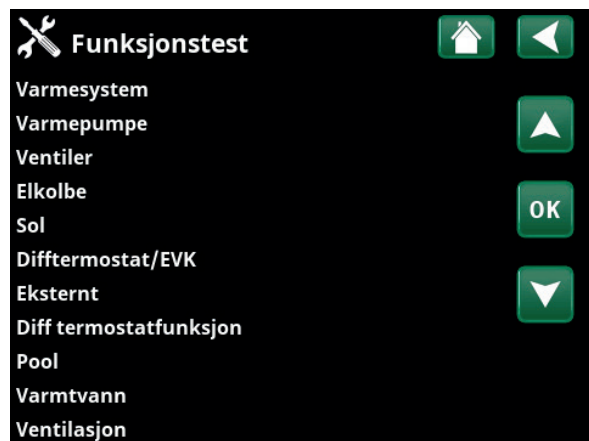 Funksjonstest
Varmesystem
Varmepumpe
Ventiler
Elkolbe
OK
Sol
Difftermostat/EVK
Eksternt
Diff termostatfunksjon
Pool
Varmtvann
Ventilasjon